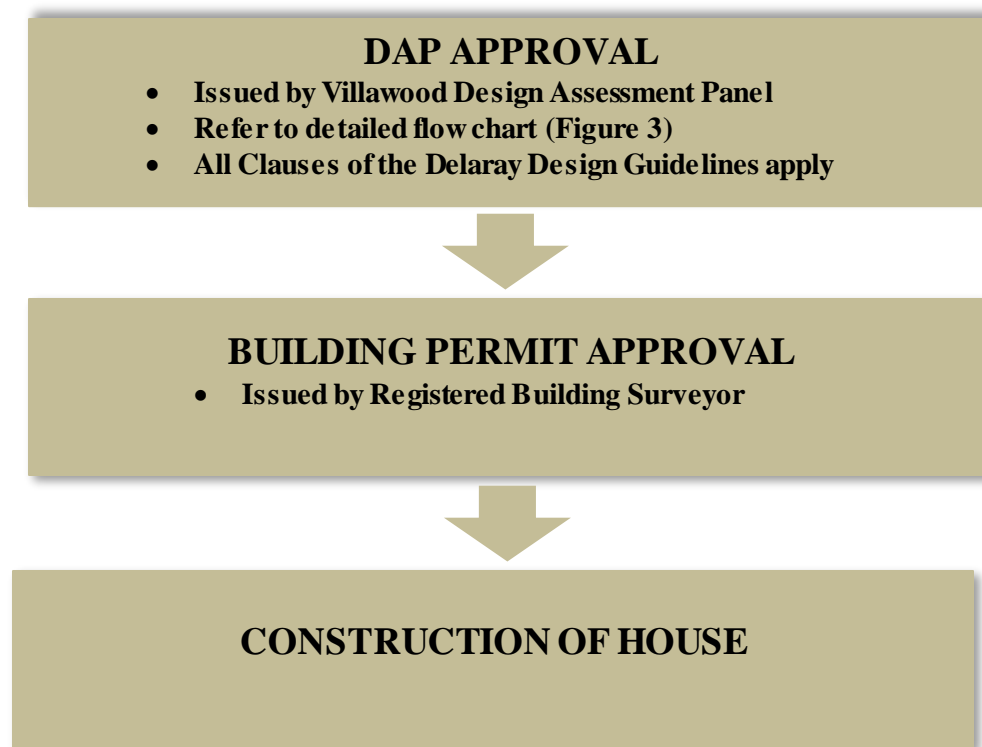 DAP APPROVAL
• Issued by Villawood Design Assessment Panel
• Refer to detailed flow chart (Figure 3)
• All Clauses of the Delaray Design Guidelines apply
BUILDING PERMIT APPROVAL
• Issued by Registered Building Surveyor
CONSTRUCTION OF HOUSE